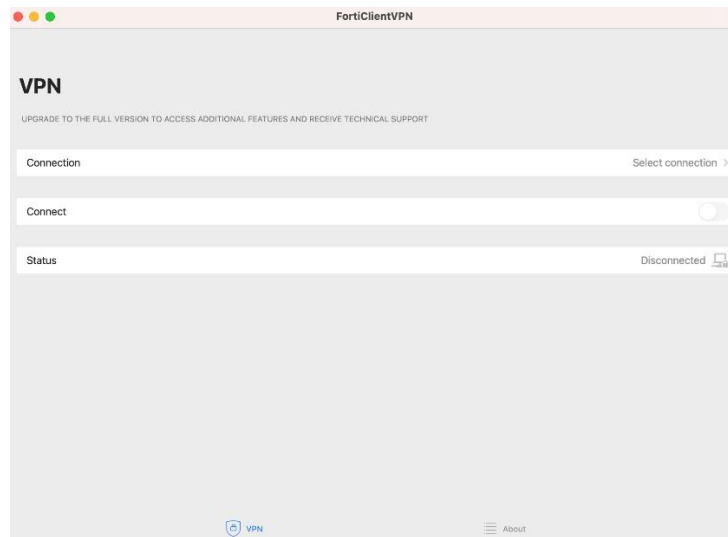 FortiClientVPN
VPN
UPGRADE TO THE FULL VERSION TO ACCESS ADDITIONAL FEATURES AND RECEIVE TECHNICAL SUPPORT
Connection Select connection
Connect
Status Disconnected
VPN About